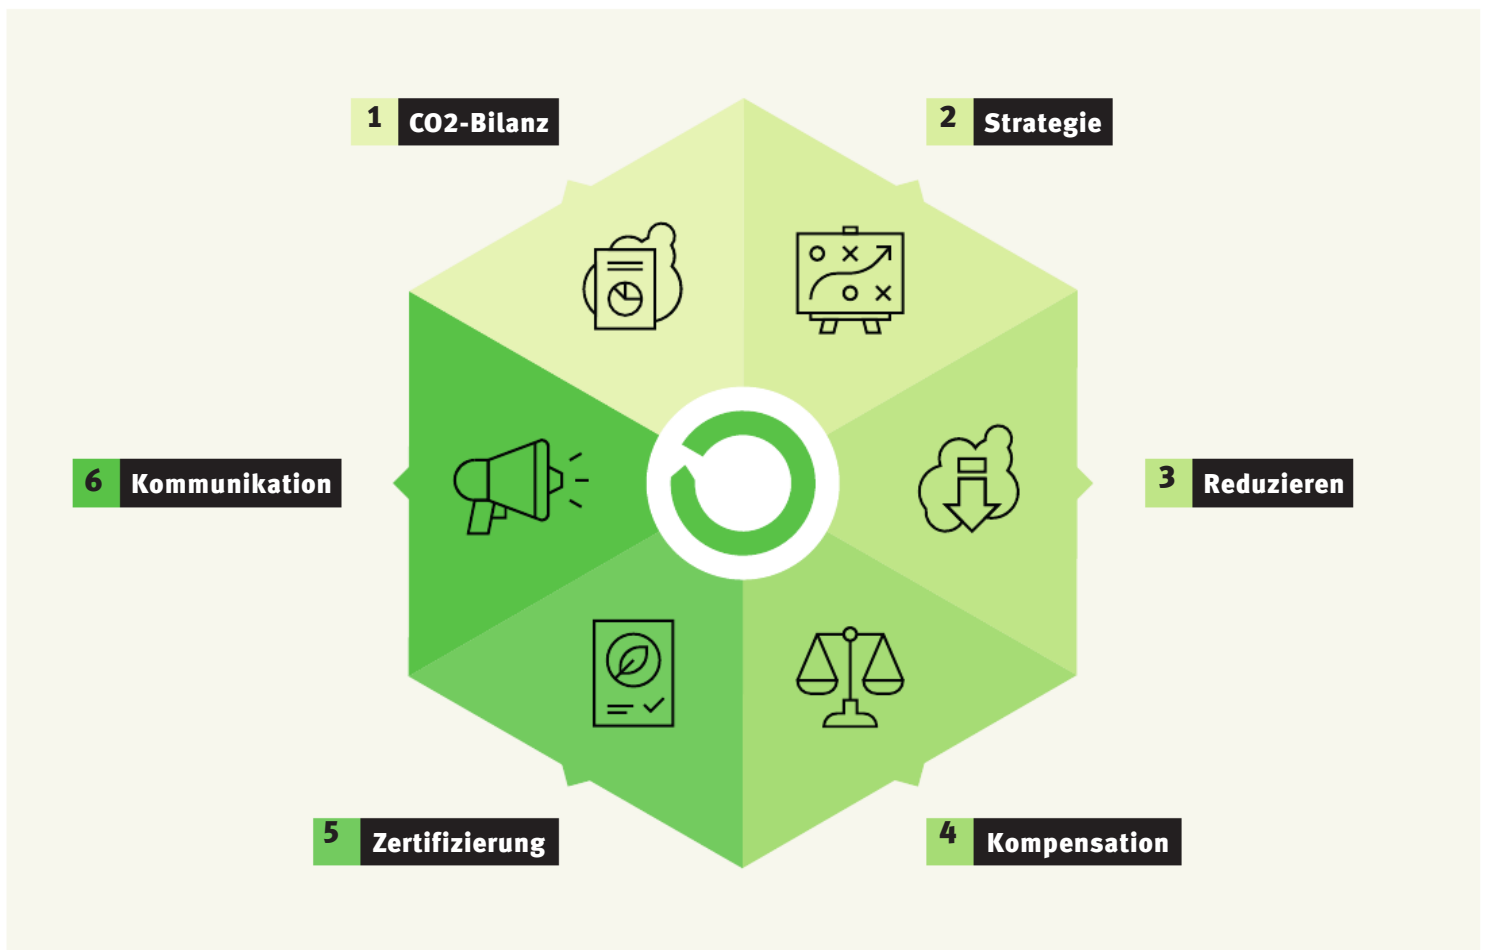 1 CO2-Bilanz
2 Strategie
3 Reduzieren
4 Kompensation
5 Zertifizierung
6 Kommunikation